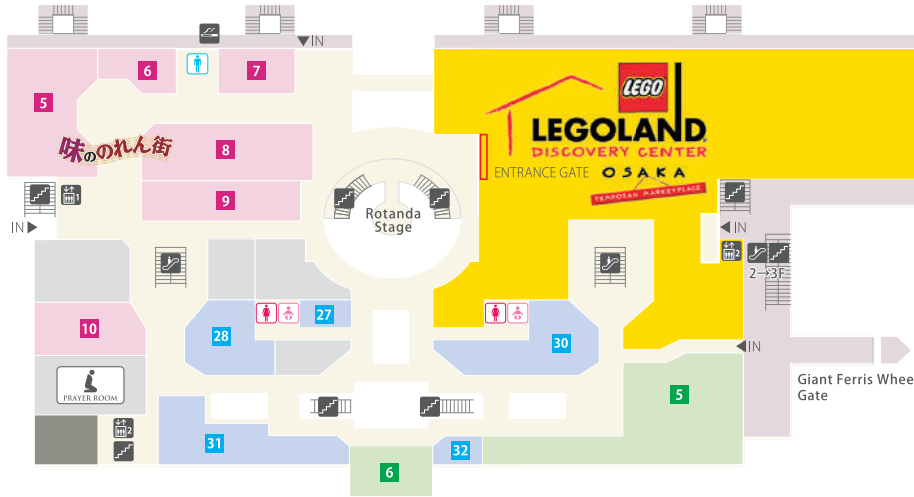 IN
6
7
5
LEGO
LEGOLAND
DISCOVERY CENTER
OSAKA
TEMPOZAN MARKETPLACE
ENTRANCE GATE
味ののれん街
8
9
1
IN
Rotanda
Stage
IN
2
2→3F
10
28
27
30
IN
PRAYER ROOM
Giant Ferris Whee
Gate
5
2
31
32
6